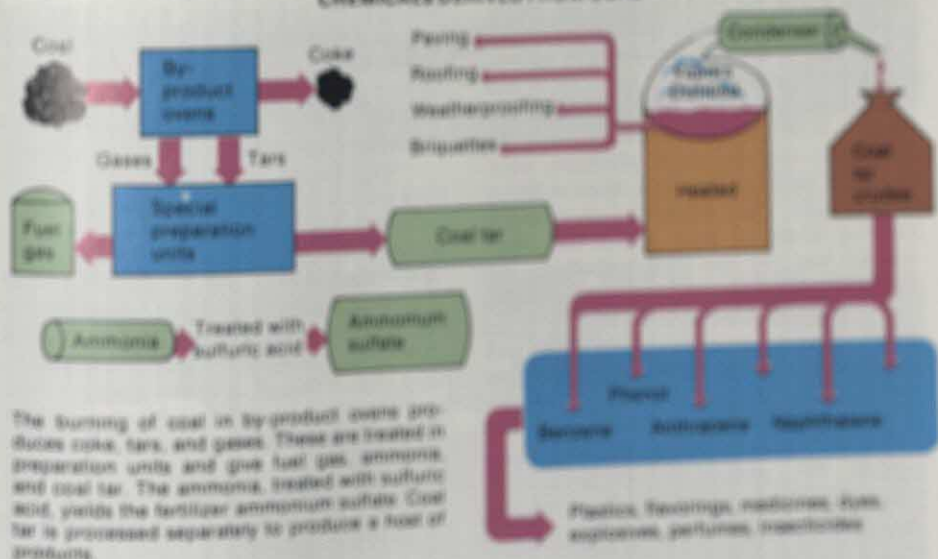 CHEMICALS DERIVED FROM COAL
Coal
By-
product
ovens
Coke
Gases
Tars
Fuel
gas
Special
preparation
units
Coal tar
Paving
Roofing
Weatherproofing
Briquettes
Heated
Condenser
Coal
tar
crudes
Ammonia
Treated with
sulfuric acid
Ammonium
sulfate
Phenol
Benzene
Anthracene
Naphthalene
Plastics, flavorings, medicines, dyes,
explosives, perfumes, insecticides
The burning of coal in by-product ovens pro-
duces coke, tars, and gases. These are treated in
preparation units and give fuel gas, ammonia,
and coal tar. The ammonia, treated with sulfuric
acid, yields the fertilizer ammonium sulfate. Coal
tar is processed separately to produce a host of
products.